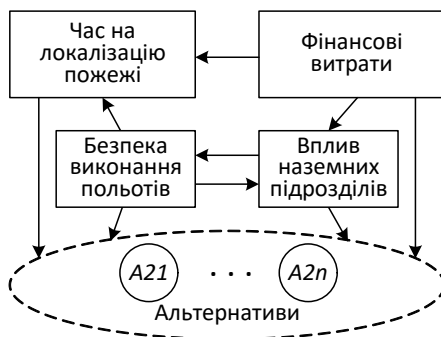 Час на
локалізацію
пожежі
Фінансові
витрати
Безпека
виконання
польотів
Вплив
наземних
підрозділів
A21 . . . A2n
Альтернативи